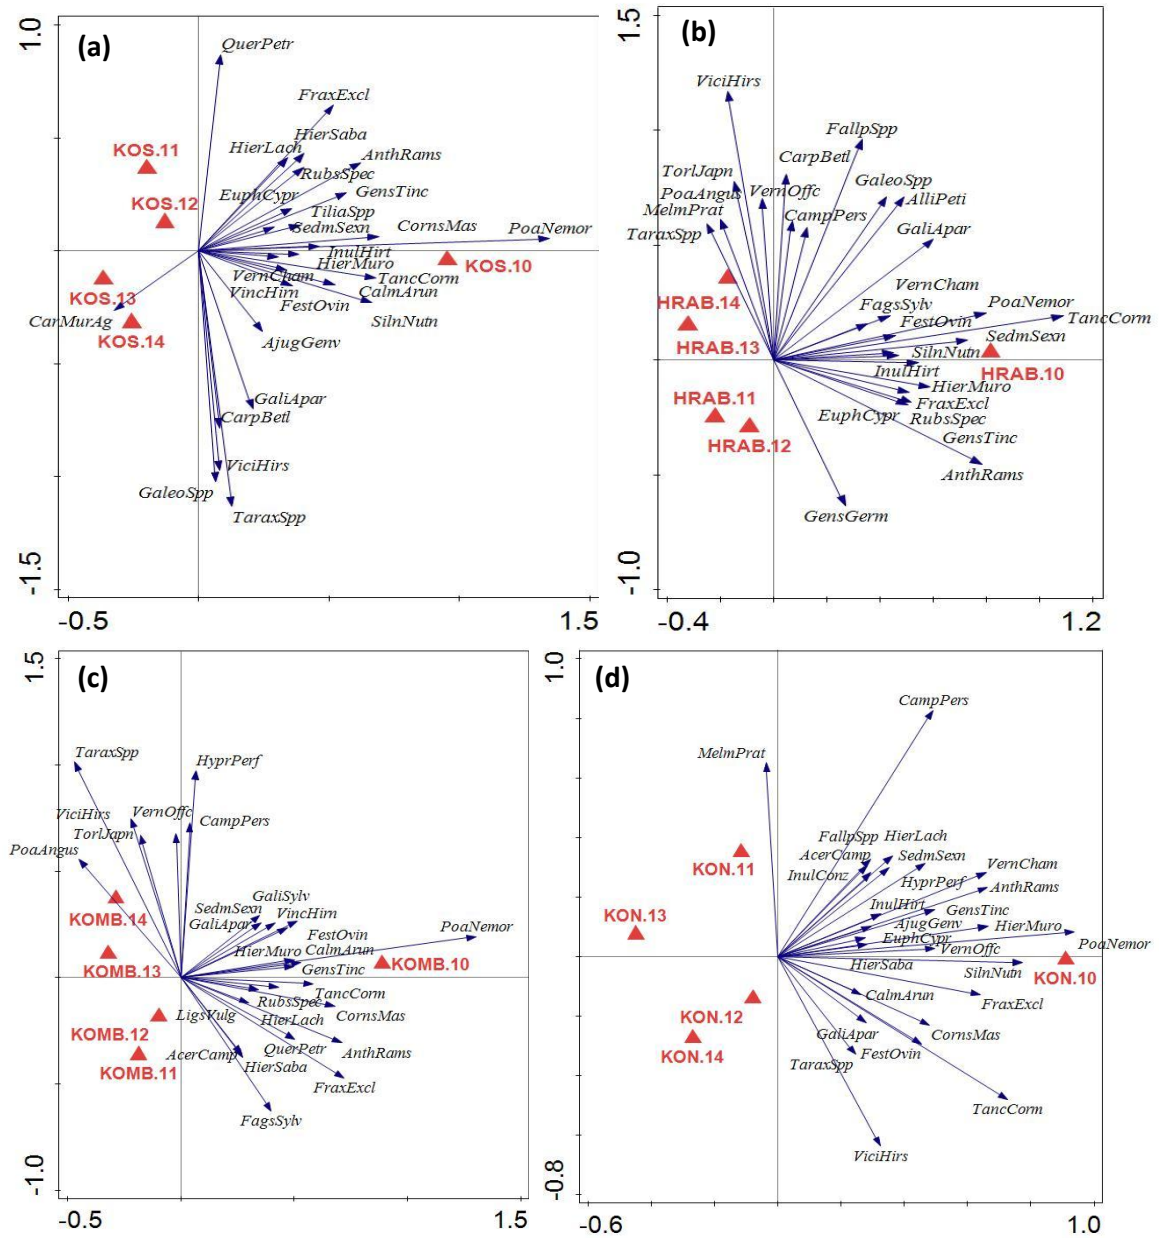 (a)
1.0
QuerPetr
FraxExcl
HierSaba
HierLach
AnthRams
KOS.11
RubsSpec
EuphCypr
GensTinc
KOS.12
TiliaSpp
SedmSexn
CornsMas
PoaNemor
InulHirt
KOS.10
HierMuro
VernCham
TancCorm
KOS.13
VincHirn
CalmArun
FestOvin
CarMurAg
SilnNutn
KOS.14
AjugGenv
GaliApar
CarpBetl
ViciHirs
GaleoSpp
TaraxSpp
-1.5
-0.5
1.5
(b)
1.5
ViciHirs
FallpSpp
CarpBetl
TorlJapn
GaleoSpp
PoaAngus
VernOffc
AlliPeti
MelmPrat
CampPers
TaraxSpp
GaliApar
VernCham
HRAB.14
FagsSylv
PoaNemor
FestOvin
TancCorm
HRAB.13
SedmSexn
SilnNutn
InulHirt
HRAB.10
HierMuro
HRAB.11
FraxExcl
EuphCypr
RubsSpec
HRAB.12
GensTinc
AnthRams
GensGerm
-1.0
-0.4
1.2
(c)
1.5
TaraxSpp
HyprPerf
ViciHirs
VernOffc
CampPers
TorlJapn
PoaAngus
GaliSylv
KOMB.14
SedmSexn
VincHirn
GaliApar
PoaNemor
FestOvin
HierMuro
CalmArun
KOMB.13
KOMB.10
GensTinc
TancCorm
RubsSpec
CornsMas
LigsVulg
HierLach
KOMB.12
QuerPetr
AcerCamp
AnthRams
KOMB.11
HierSaba
FraxExcl
FagsSylv
-1.0
-0.5
1.5
(d)
1.0
CampPers
MelmPrat
FallpSpp
HierLach
AcerCamp
SedmSexn
KON.11
VernCham
InulConz
HyprPerf
AnthRams
InulHirt
GensTinc
KON.13
AjugGenv
HierMuro
EuphCypr
VernOffc
PoaNemor
HierSaba
SilnNutn
KON.10
CalmArun
FraxExcl
KON.12
GaliApar
CornsMas
KON.14
FestOvin
TaraxSpp
TancCorm
ViciHirs
-0.8
-0.6
1.0